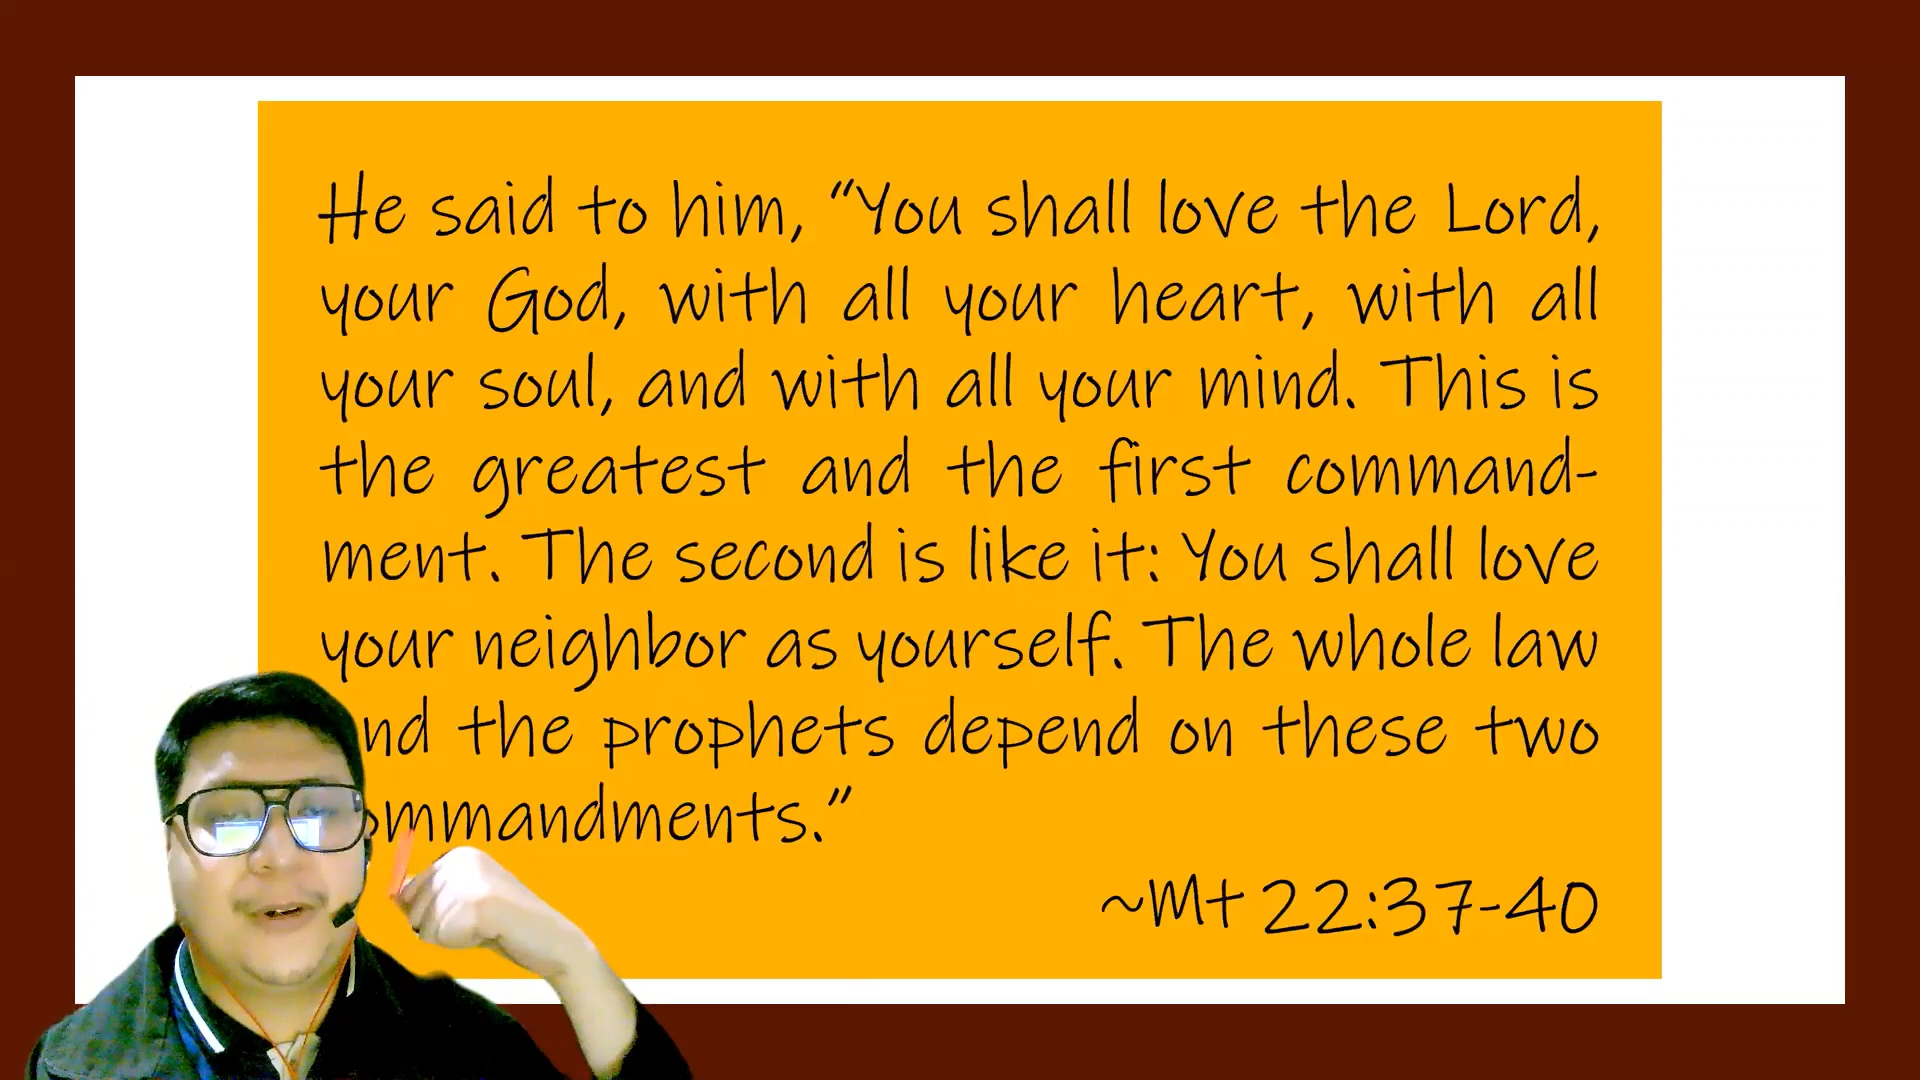 He said to him, “You shall love the Lord,
your God, with all your heart, with all
your soul, and with all your mind. This is
the greatest and the first command-
ment. The second is like it: You shall love
your neighbor as yourself. The whole law
nd the prophets depend on these two
ommandments.”
~Mt 22:37-40